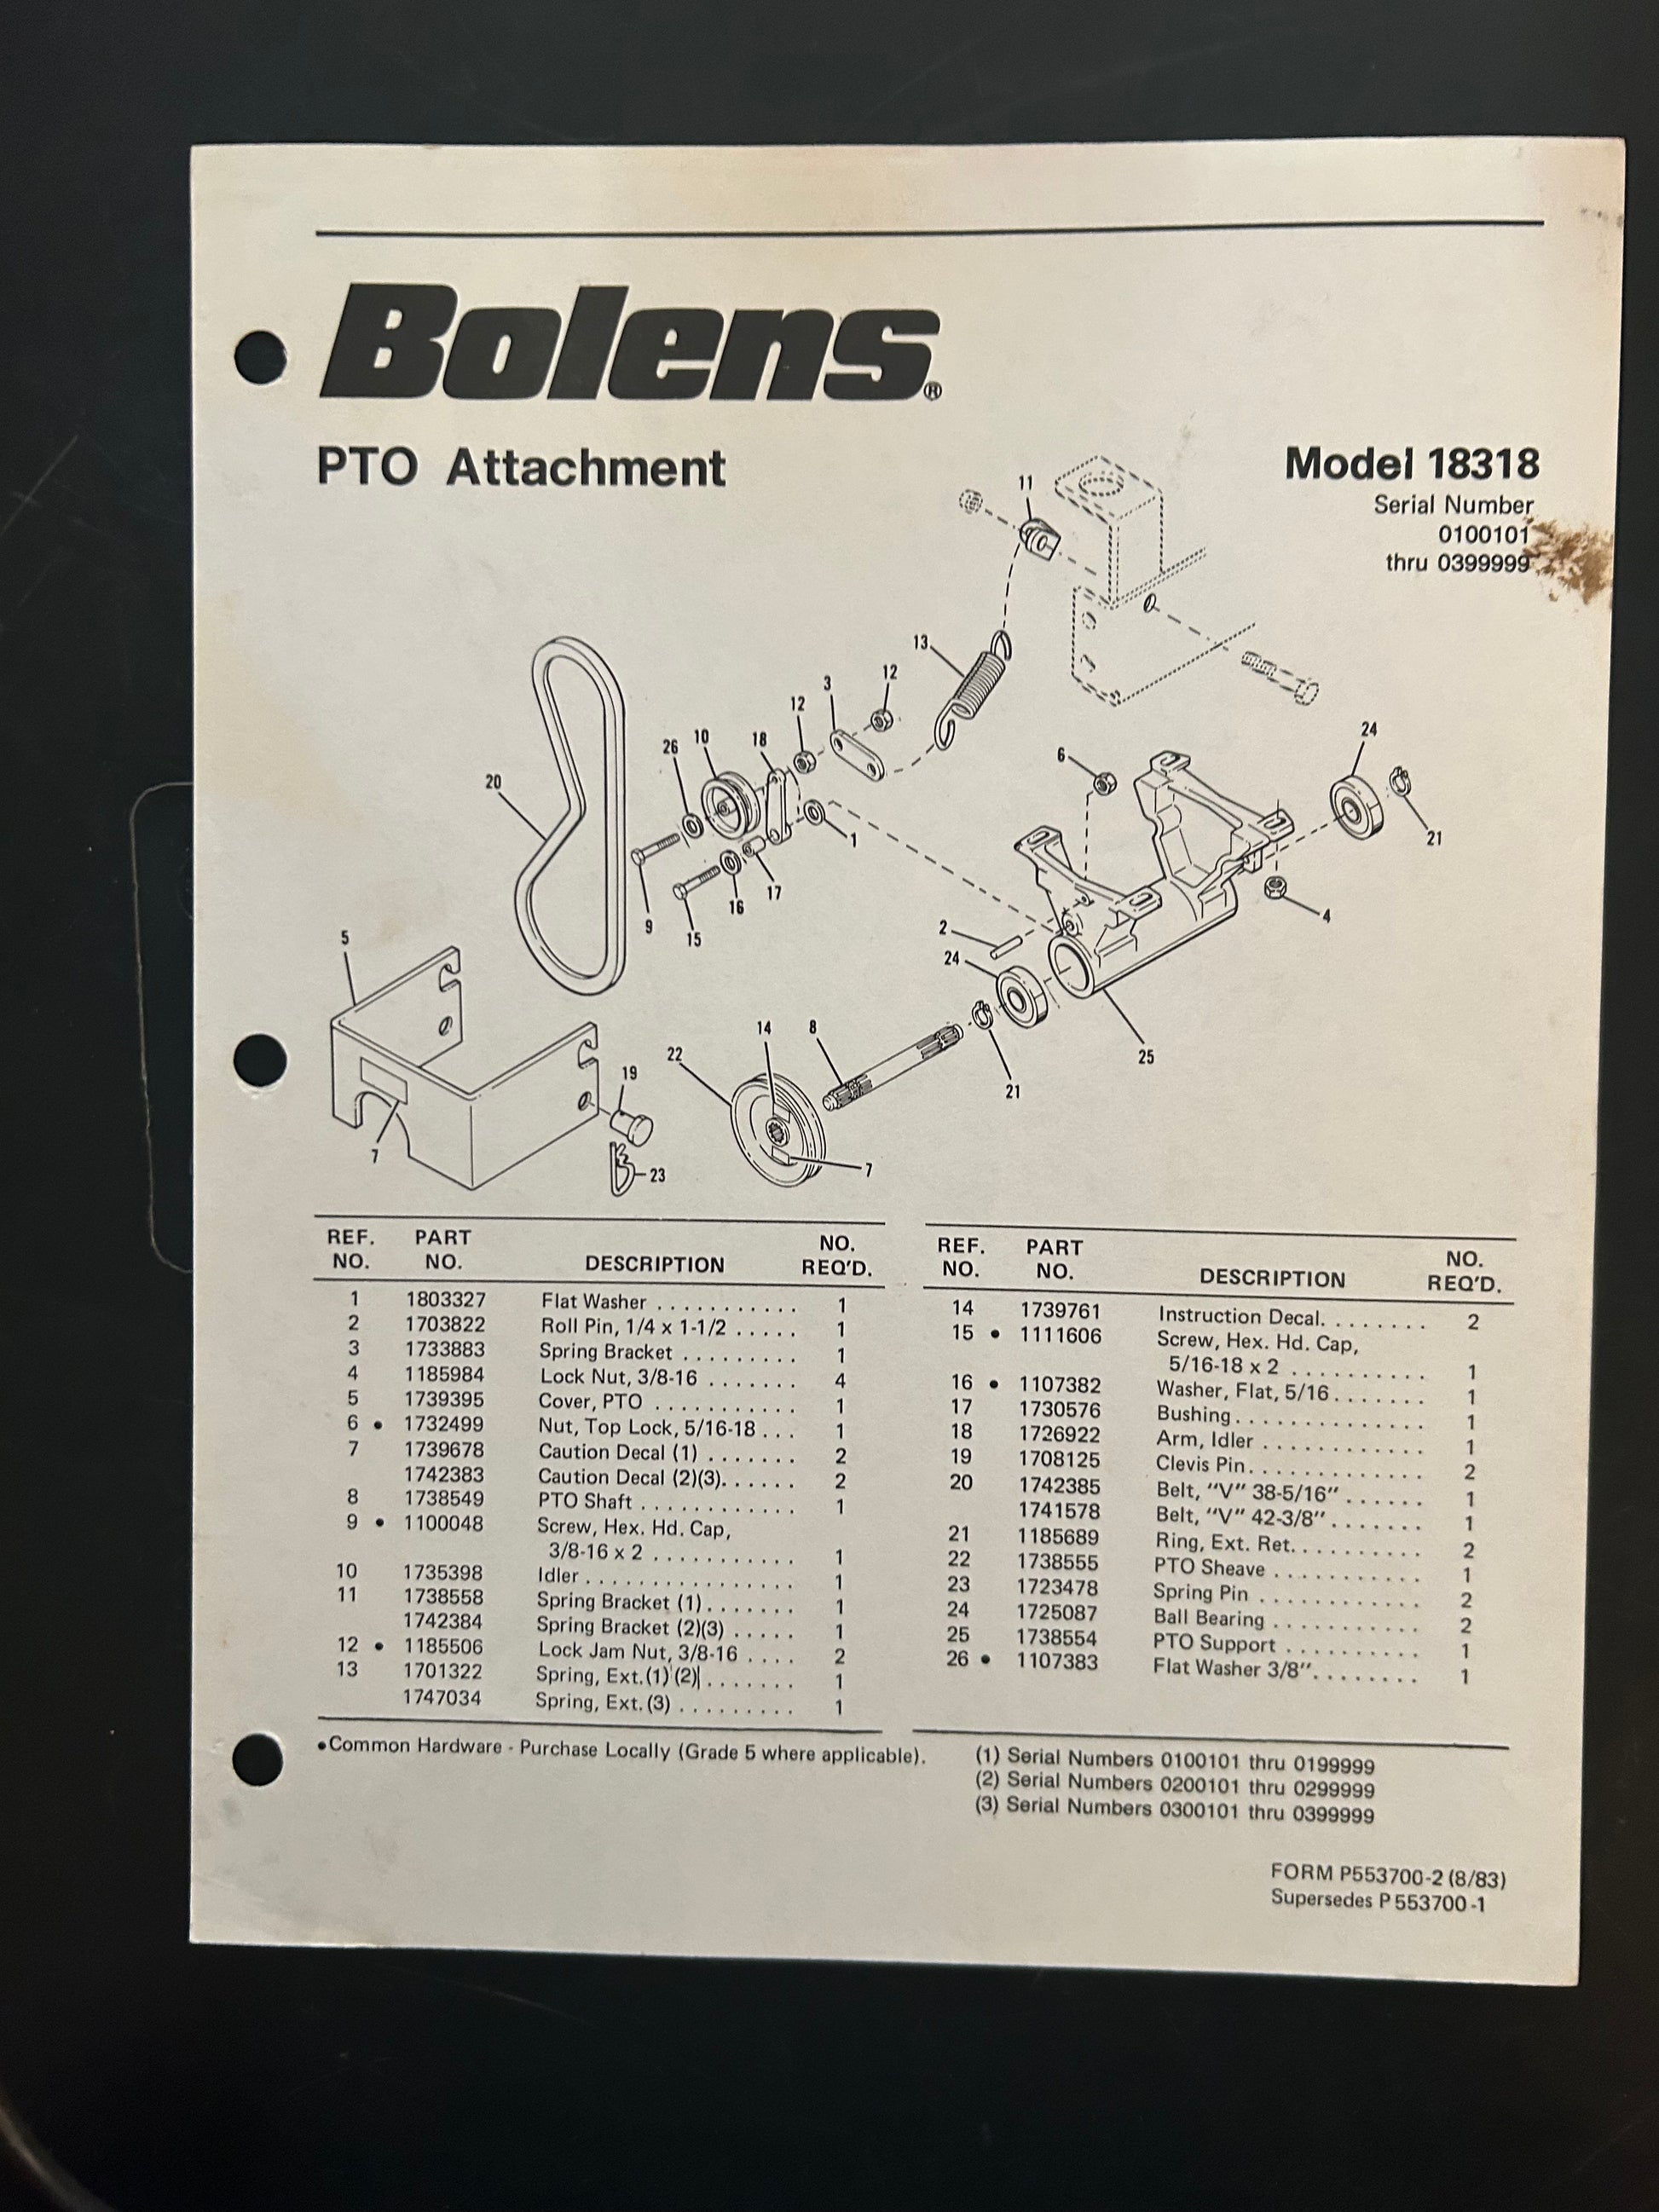 Bolens®
PTO Attachment
Model 18318
Serial Number
0100101
thru 0399999
11
13
12
3
12
24
18
10
26
6
20
21
1
17
16
9
15
4
2
5
24
25
14
8
22
21
19
7
7
23
REF. NO. PART NO. DESCRIPTION NO. REQ'D.
1 1803327 Flat Washer . . . . . . . . . . . 1
2 1703822 Roll Pin, 1/4 x 1-1/2 . . . . . 1
3 1733883 Spring Bracket . . . . . . . . . 1
4 1185984 Lock Nut, 3/8-16 . . . . . . . 4
5 1739395 Cover, PTO . . . . . . . . . . . 1
6 • 1732499 Nut, Top Lock, 5/16-18 . . . 1
7 1739678 Caution Decal (1) . . . . . . . 2
1742383 Caution Decal (2)(3). . . . . . 2
8 1738549 PTO Shaft . . . . . . . . . . . . 1
9 • 1100048 Screw, Hex. Hd. Cap,
3/8-16 x 2 . . . . . . . . . . . 1
10 1735398 Idler . . . . . . . . . . . . . . . . 1
11 1738558 Spring Bracket (1). . . . . . . 1
1742384 Spring Bracket (2)(3) . . . . . 1
12 • 1185506 Lock Jam Nut, 3/8-16 . . . . 2
13 1701322 Spring, Ext.(1)(2) . . . . . . . 1
1747034 Spring, Ext.(3) . . . . . . . . . 1
REF. NO. PART NO. DESCRIPTION NO. REQ'D.
14 1739761 Instruction Decal. . . . . . . . 2
15 • 1111606 Screw, Hex. Hd. Cap,
5/16-18 x 2 . . . . . . . . . . 1
16 • 1107382 Washer, Flat, 5/16 . . . . . . . 1
17 1730576 Bushing. . . . . . . . . . . . . . 1
18 1726922 Arm, Idler . . . . . . . . . . . . 1
19 1708125 Clevis Pin. . . . . . . . . . . . . 2
20 1742385 Belt, "V" 38-5/16" . . . . . . 1
1741578 Belt, "V" 42-3/8" . . . . . . . 1
21 1185689 Ring, Ext. Ret. . . . . . . . . . 2
22 1738555 PTO Sheave . . . . . . . . . . . 1
23 1723478 Spring Pin . . . . . . . . . . . . 2
24 1725087 Ball Bearing . . . . . . . . . . . 2
25 1738554 PTO Support . . . . . . . . . . 1
26 • 1107383 Flat Washer 3/8". . . . . . . . 1
•Common Hardware - Purchase Locally (Grade 5 where applicable).
(1) Serial Numbers 0100101 thru 0199999
(2) Serial Numbers 0200101 thru 0299999
(3) Serial Numbers 0300101 thru 0399999
FORM P553700-2 (8/83)
Supersedes P553700-1